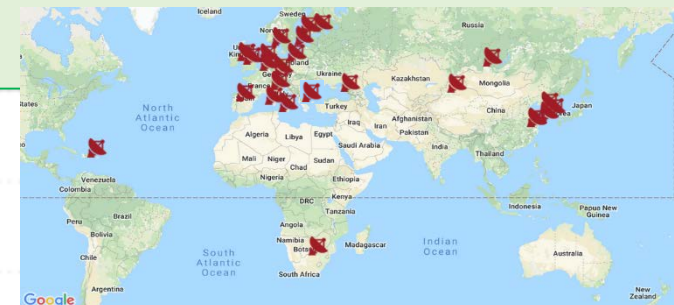 Iceland
Sweden
Russia
Ukraine
Kazakhstan
Mongolia
North
Atlantic
Ocean
Turkey
China
Japan
Iraq
Iran
Afghanistan
Pakistan
Algeria
Libya
Egypt
Saudi Arabia
India
Thailand
Mali
Niger
Chad
Sudan
Nigeria
Ethiopia
Venezuela
Colombia
DRC
Kenya
Tanzania
Indonesia
Papua New
Guinea
Peru
Brazil
Bolivia
Angola
Namibia
Madagascar
Chile
South
Atlantic
Ocean
Indian
Ocean
Australia
South Africa
Argentina
New
Zealand
Google